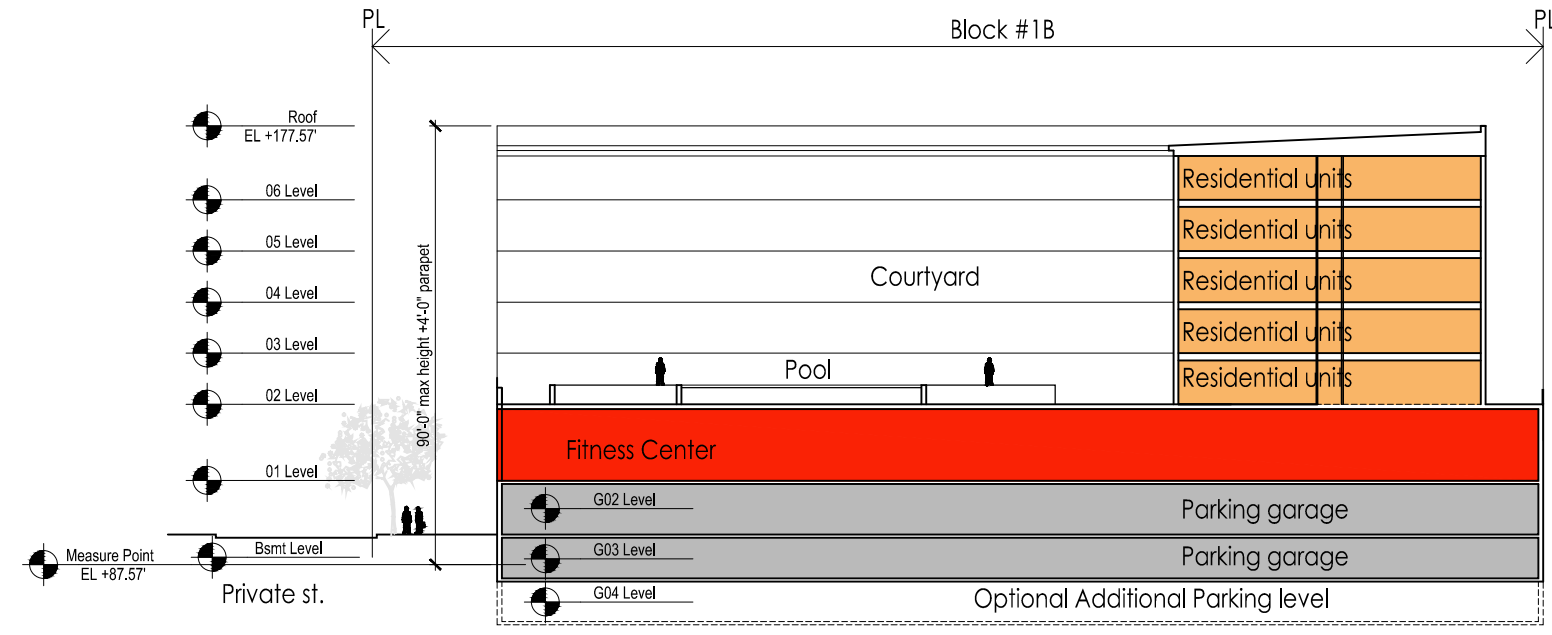 PL
Block #1B
PL
Roof
EL +177.57'
06 Level
05 Level
04 Level
03 Level
02 Level
01 Level
Bsmt Level
Measure Point
EL +87.57'
Private st.
90'-0" max height +4'-0" parapet
Residential units
Residential units
Residential units
Residential units
Residential units
Courtyard
Pool
Fitness Center
G02 Level
Parking garage
G03 Level
Parking garage
G04 Level
Optional Additional Parking level